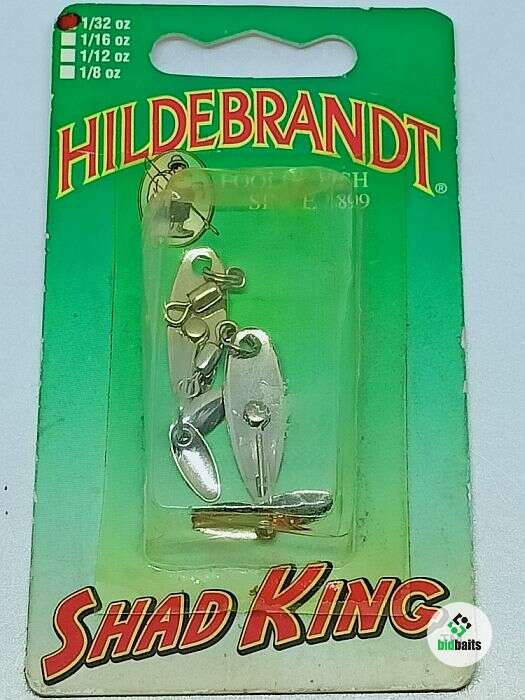 1/32 oz
1/16 oz
1/12 oz
1/8 oz
HILDEBRANDT®
SHAD KING
bidbaits